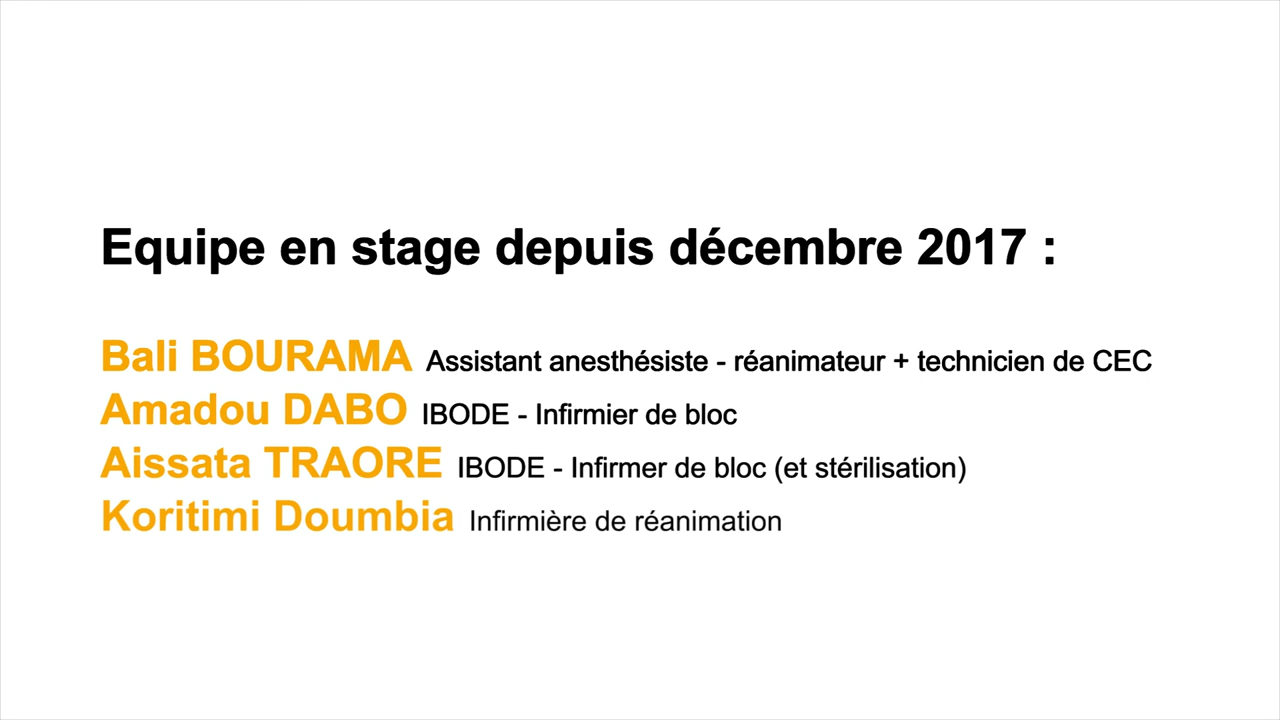 Equipe en stage depuis décembre 2017 :
Bali BOURAMA Assistant anesthésiste - réanimateur + technicien de CEC
Amadou DABO IBODE - Infirmier de bloc
Aissata TRAORE IBODE - Infirmer de bloc (et stérilisation)
Koritimi Doumbia Infirmière de réanimation